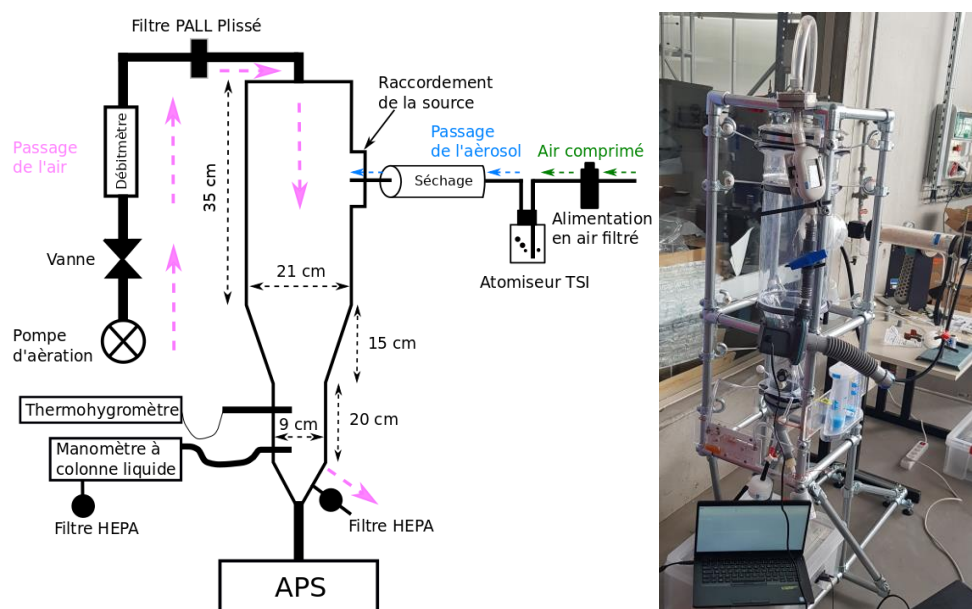 Filtre PALL Plissé
Raccordement
de la source
Passage
de l'aèrosol
Air comprimé
Passage
de l'air
Débitmètre
35 cm
Séchage
Alimentation
en air filtré
Vanne
21 cm
Atomiseur TSI
Pompe
d'aèration
15 cm
Thermohygromètre
9 cm
20 cm
Manomètre à
colonne liquide
Filtre HEPA
Filtre HEPA
APS